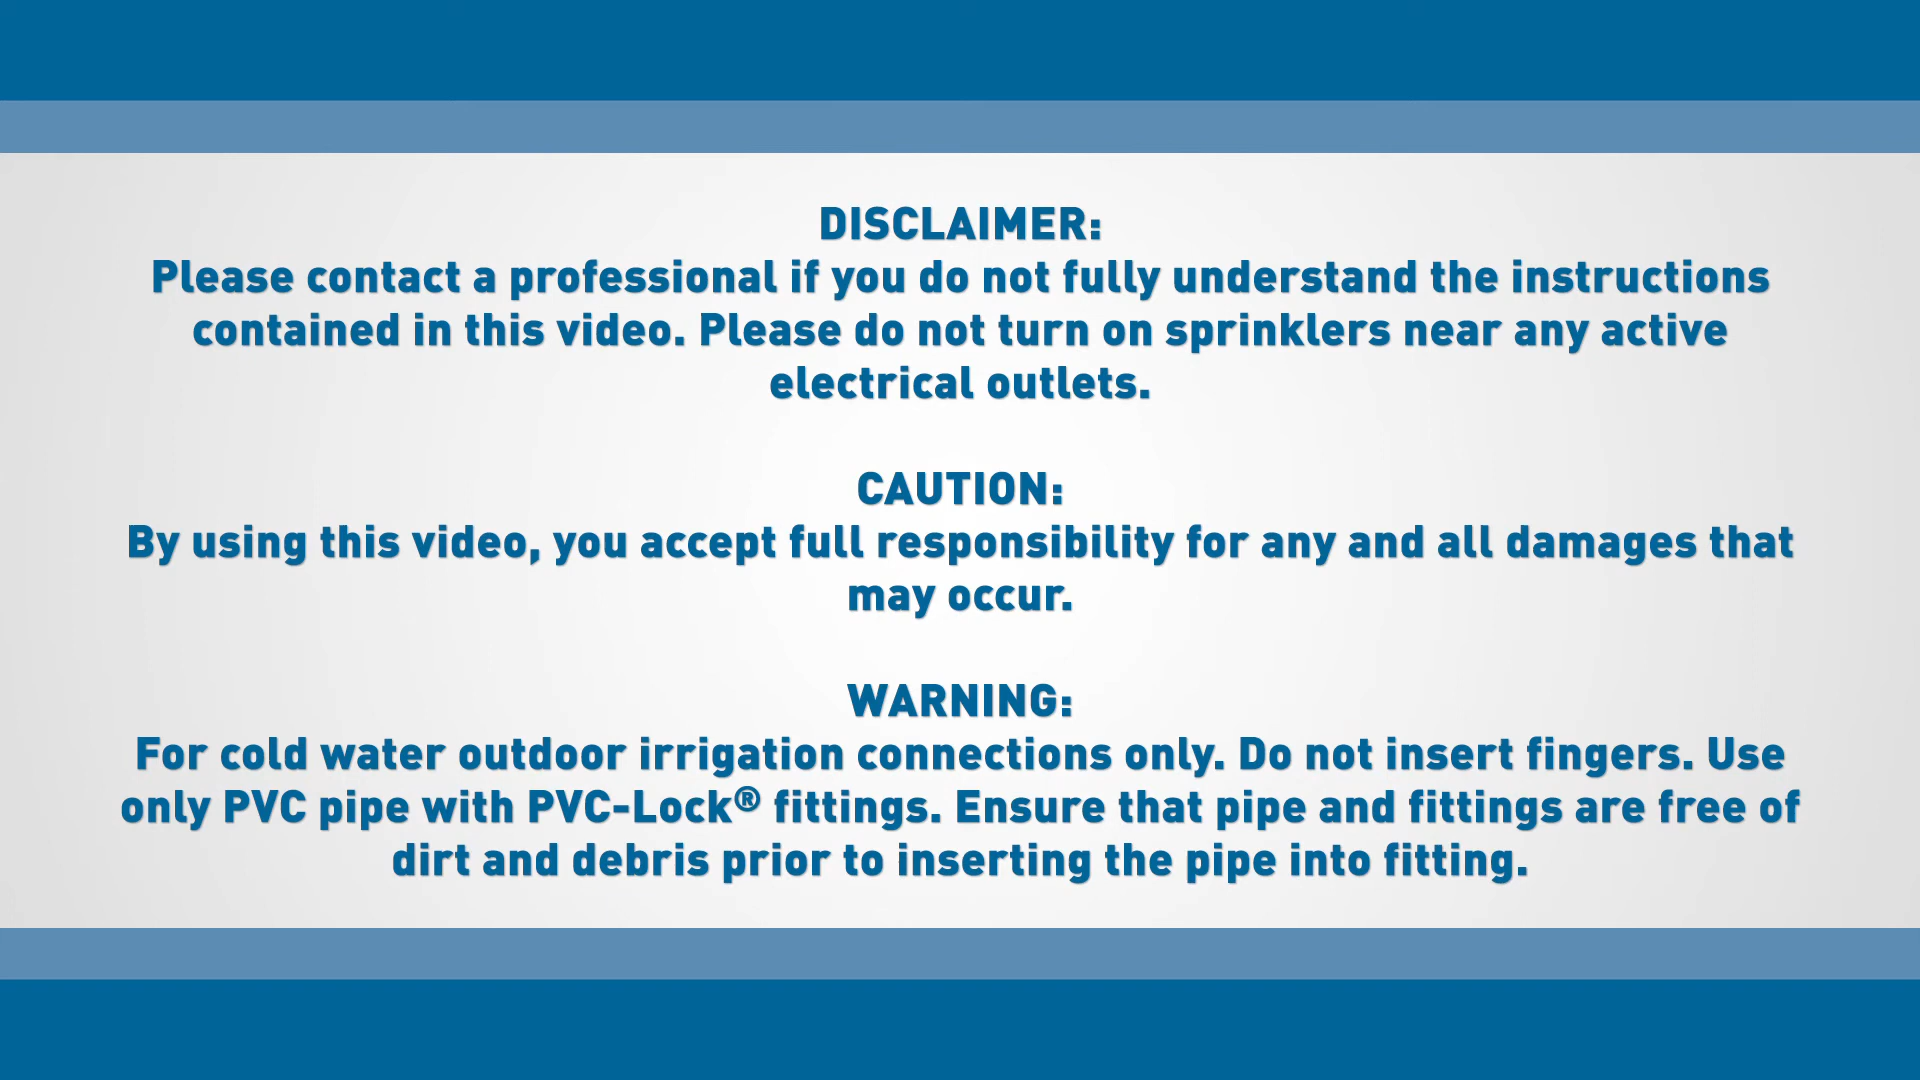 DISCLAIMER:
Please contact a professional if you do not fully understand the instructions
contained in this video. Please do not turn on sprinklers near any active
electrical outlets.
CAUTION:
By using this video, you accept full responsibility for any and all damages that
may occur.
WARNING:
For cold water outdoor irrigation connections only. Do not insert fingers. Use
only PVC pipe with PVC-Lock® fittings. Ensure that pipe and fittings are free of
dirt and debris prior to inserting the pipe into fitting.